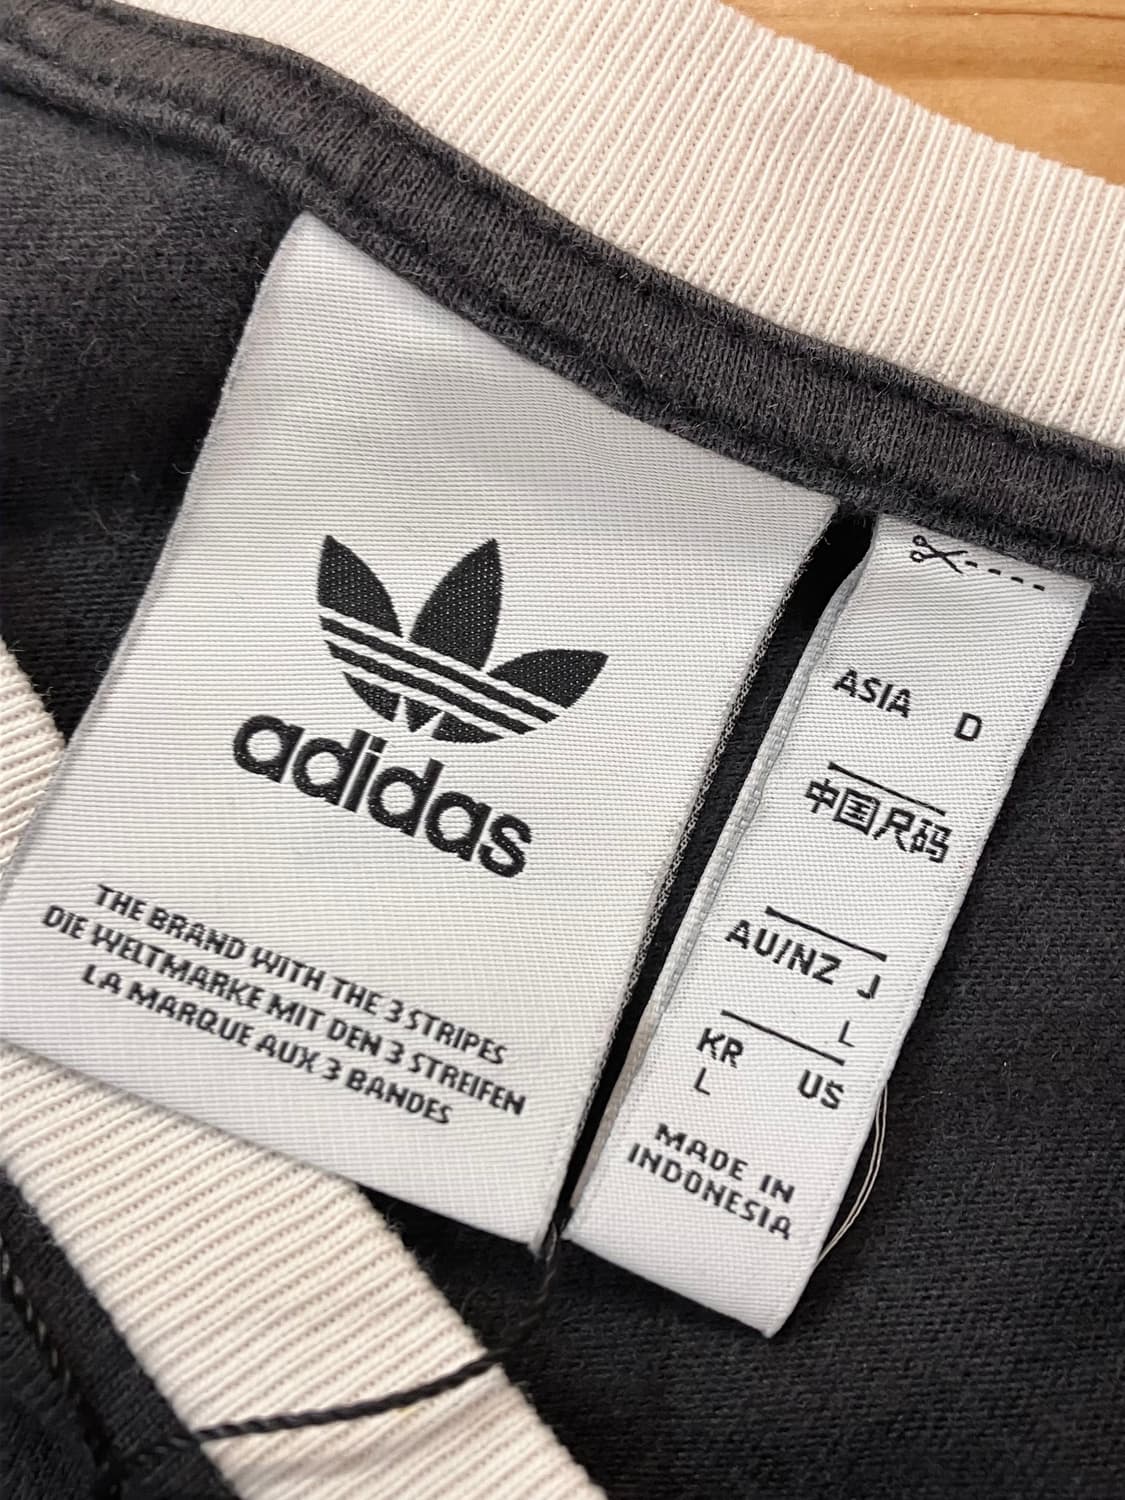 adidas
THE BRAND WITH THE 3 STRIPES
DIE WELTMARKE MIT DEN 3 STREIFEN
LA MARQUE AUX 3 BANDES
ASIA D
中国尺码
AU/NZ J
L
KR US
L
MADE IN
INDONESIA